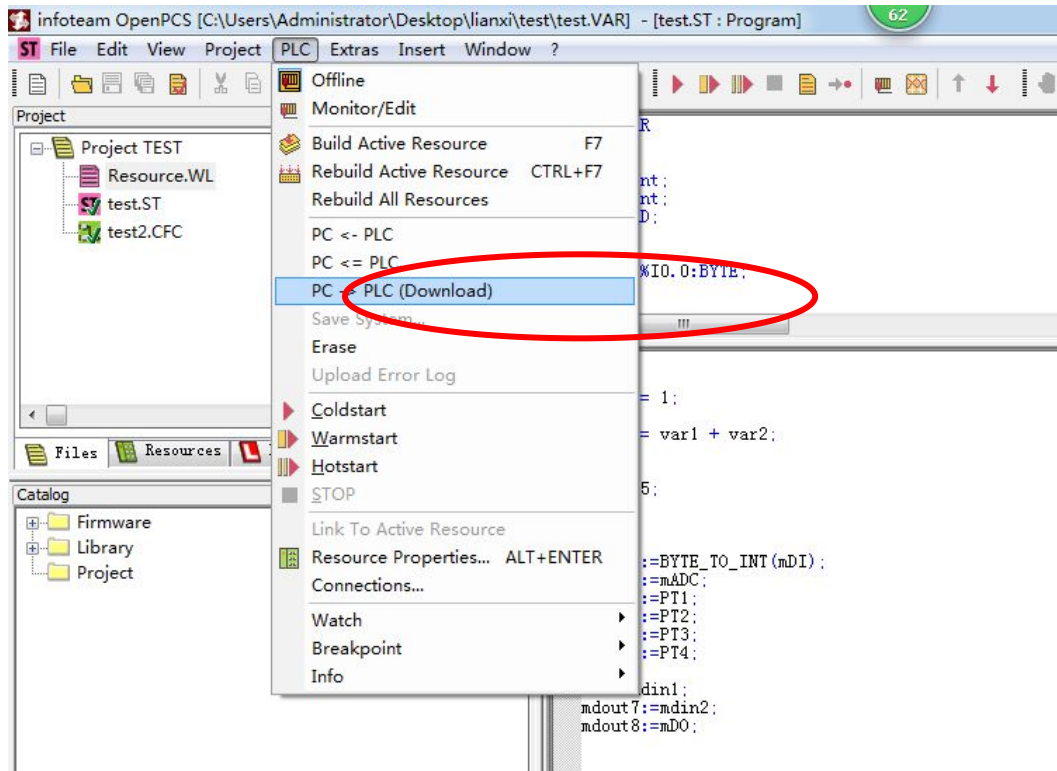 infoteam OpenPCS [C:\Users\Administrator\Desktop\lianxi\test\test.VAR] - [test.ST : Program]
62
ST File Edit View Project PLC Extras Insert Window ?
Offline
Monitor/Edit
Build Active Resource F7
Rebuild Active Resource CTRL+F7
Rebuild All Resources
PC <- PLC
PC <= PLC
PC -> PLC (Download)
Save System...
Erase
Upload Error Log
Coldstart
Warmstart
Hotstart
STOP
Link To Active Resource
Resource Properties... ALT+ENTER
Connections...
Watch
Breakpoint
Info
Project
Project TEST
Resource.WL
ST test.ST
test2.CFC
Files Resources L
Catalog
Firmware
Library
Project
R
nt;
nt;
D;
%I0.0:BYTE;
= 1;
= var1 + var2;
5;
:=BYTE_TO_INT(mDI);
:=mADC;
:=PT1;
:=PT2;
:=PT3;
:=PT4;
din1;
mdout7:=mdin2;
mdout8:=mDO;